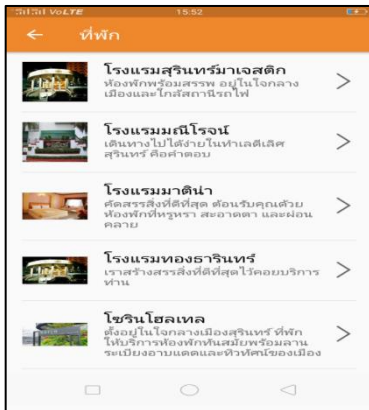 VoLTE 15:52
ที่พัก
โรงแรมสุรินทร์มาเจสติก
ห้องพักพร้อมสรรพ อยู่ในใจกลาง
เมืองและใกล้สถานีรถไฟ
โรงแรมมณีโรจน์
เดินทางไปได้ง่ายในทำเลดีเลิศ
สุรินทร์ คือคำตอบ
โรงแรมมาติน่า
คัดสรรสิ่งที่ดีที่สุด ต้อนรับคุณด้วย
ห้องพักที่หรูหรา สะอาดตา และผ่อน
คลาย
โรงแรมทองธารินทร์
เราสร้างสรรสิ่งที่ดีที่สุดไว้คอยบริการ
ท่าน
โซรินโฮลเทล
ตั้งอยู่ในใจกลางเมืองสุรินทร์ ที่พัก
ให้บริการห้องพักทันสมัยพร้อมลาน
ระเบียงอาบแดดและทิวทัศน์ของเมือง